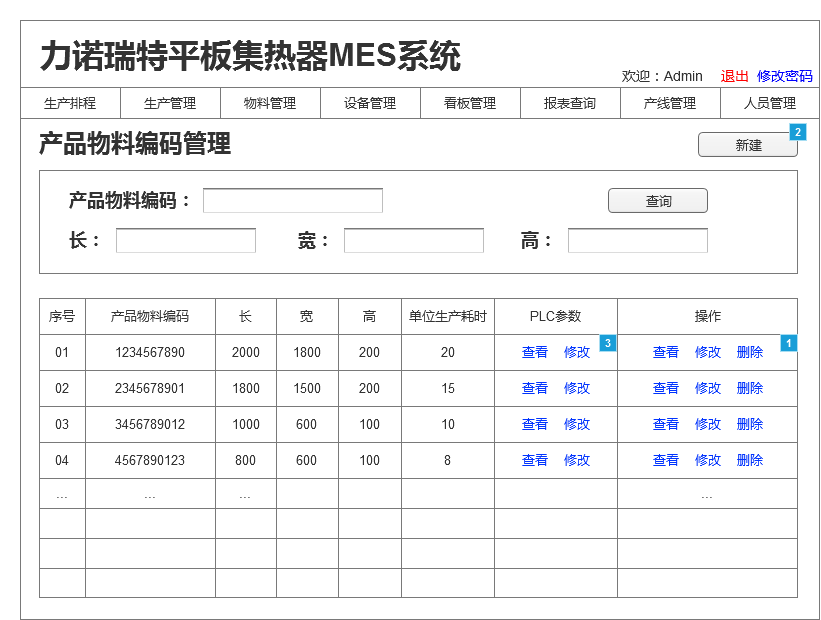 力诺瑞特平板集热器MES系统
欢迎：Admin 退出 修改密码
生产排程 生产管理 物料管理 设备管理 看板管理 报表查询 产线管理 人员管理
产品物料编码管理 新建 2
产品物料编码： 查询
长： 宽： 高：
序号 产品物料编码 长 宽 高 单位生产耗时 PLC参数 操作
01 1234567890 2000 1800 200 20 查看 修改 3 查看 修改 删除 1
02 2345678901 1800 1500 200 15 查看 修改 查看 修改 删除
03 3456789012 1000 600 100 10 查看 修改 查看 修改 删除
04 4567890123 800 600 100 8 查看 修改 查看 修改 删除
... ... ... ...